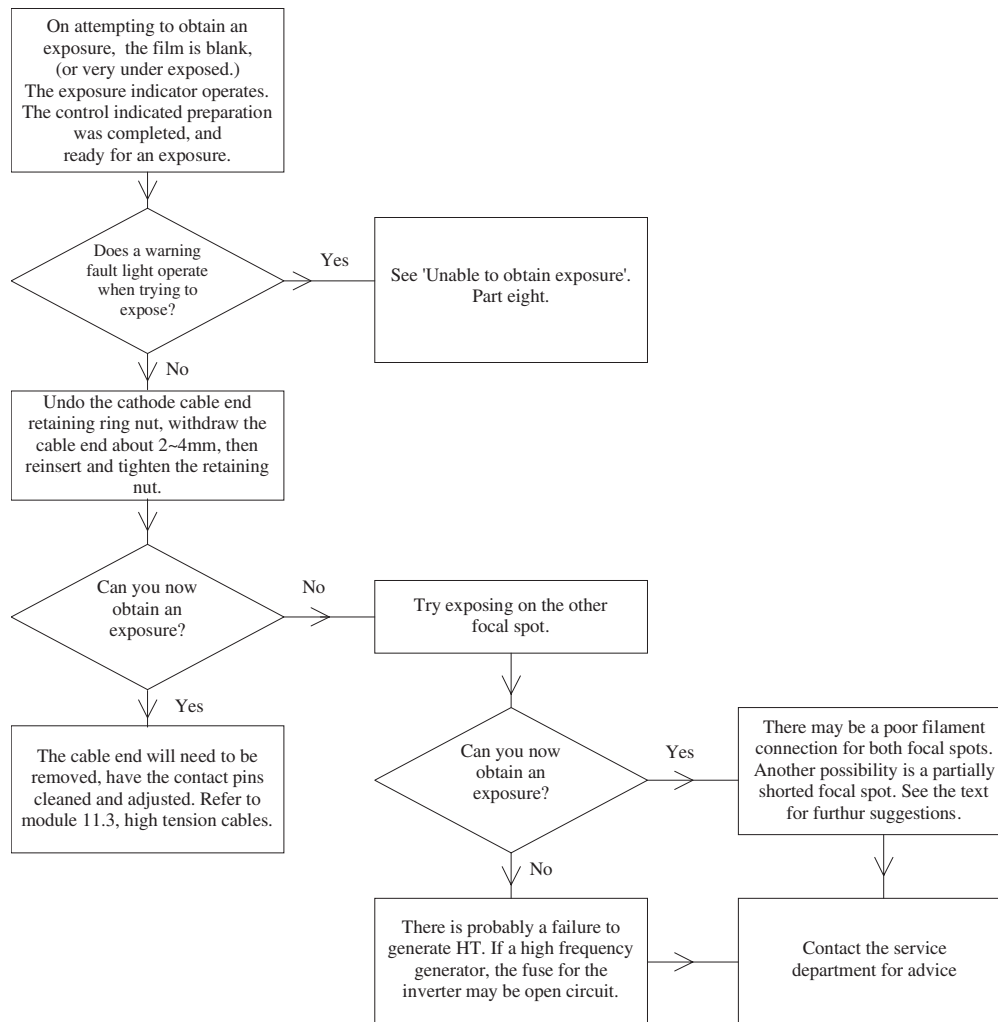 On attempting to obtain an
exposure, the film is blank,
(or very under exposed.)
The exposure indicator operates.
The control indicated preparation
was completed, and
ready for an exposure.
Does a warning
fault light operate
when trying to
expose?
Yes
See 'Unable to obtain exposure'.
Part eight.
No
Undo the cathode cable end
retaining ring nut, withdraw the
cable end about 2~4mm, then
reinsert and tighten the retaining
nut.
Can you now
obtain an
exposure?
No
Try exposing on the other
focal spot.
Yes
The cable end will need to be
removed, have the contact pins
cleaned and adjusted. Refer to
module 11.3, high tension cables.
Can you now
obtain an
exposure?
Yes
There may be a poor filament
connection for both focal spots.
Another possibility is a partially
shorted focal spot. See the text
for furthur suggestions.
No
There is probably a failure to
generate HT. If a high frequency
generator, the fuse for the
inverter may be open circuit.
Contact the service
department for advice